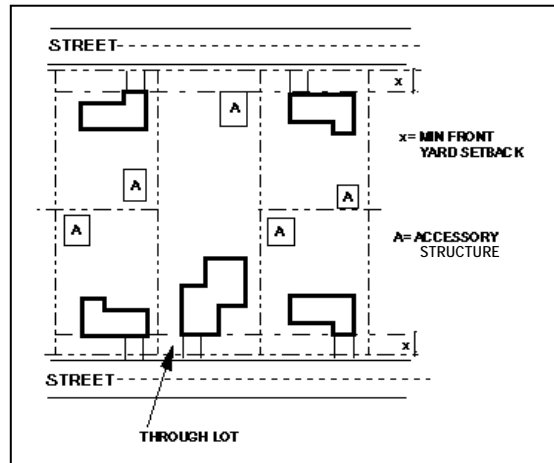 STREET
x
A
x= MIN FRONT
YARD SETBACK
A
A
A
A
A= ACCESSORY
STRUCTURE
x
STREET
THROUGH LOT